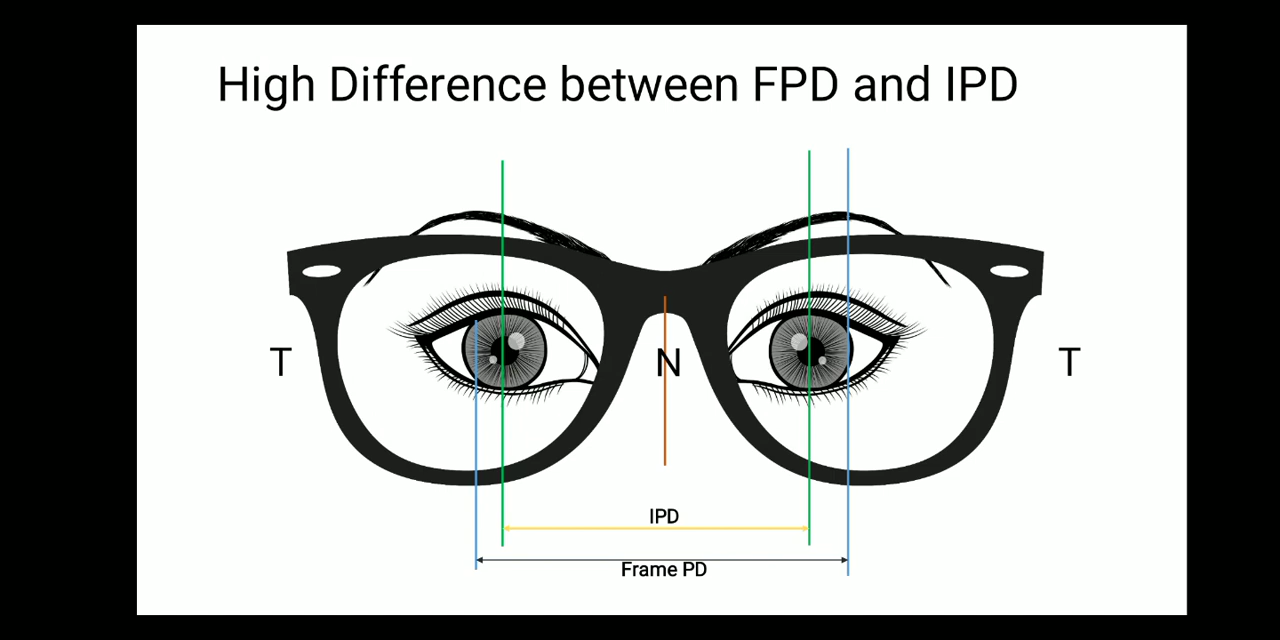 High Difference between FPD and IPD
T
N
T
IPD
Frame PD